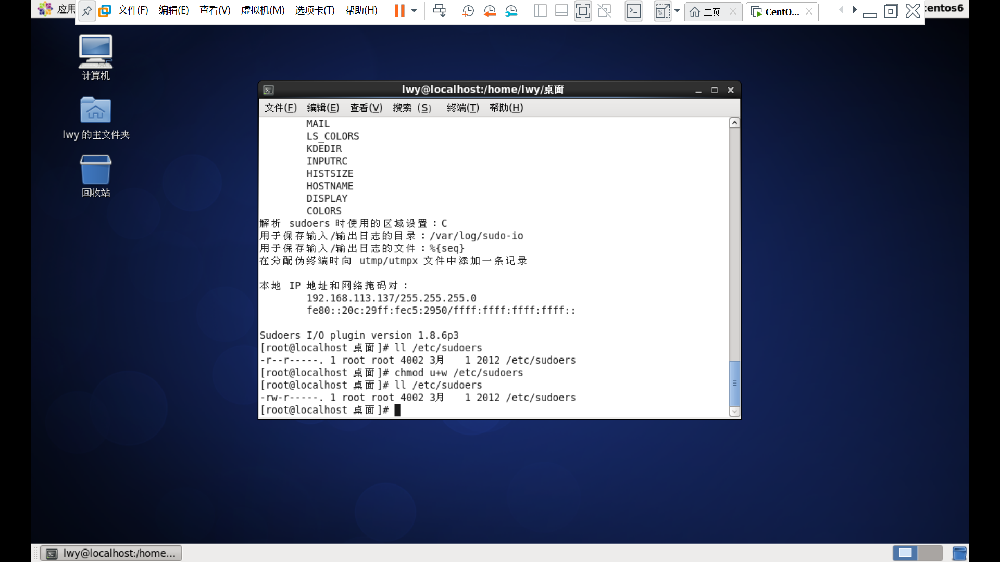 应用
文件(F) 编辑(E) 查看(V) 虚拟机(M) 选项卡(T) 帮助(H)
主页
CentO...
entos6
计算机
lwy 的主文件夹
回收站
lwy@localhost:/home/lwy/桌面
文件(F) 编辑(E) 查看(V) 搜索 (S) 终端(T) 帮助(H)
MAIL
LS_COLORS
KDEDIR
INPUTRC
HISTSIZE
HOSTNAME
DISPLAY
COLORS
解析 sudoers 时使用的区域设置：C
用于保存输入/输出日志的目录：/var/log/sudo-io
用于保存输入/输出日志的文件：%{seq}
在分配伪终端时向 utmp/utmpx 文件中添加一条记录
本地 IP 地址和网络掩码对：
192.168.113.137/255.255.255.0
fe80::20c:29ff:fec5:2950/ffff:ffff:ffff:ffff::
Sudoers I/O plugin version 1.8.6p3
[root@localhost 桌面]# ll /etc/sudoers
-r--r-----. 1 root root 4002 3月 1 2012 /etc/sudoers
[root@localhost 桌面]# chmod u+w /etc/sudoers
[root@localhost 桌面]# ll /etc/sudoers
-rw-r-----. 1 root root 4002 3月 1 2012 /etc/sudoers
[root@localhost 桌面]#
lwy@localhost:/home...